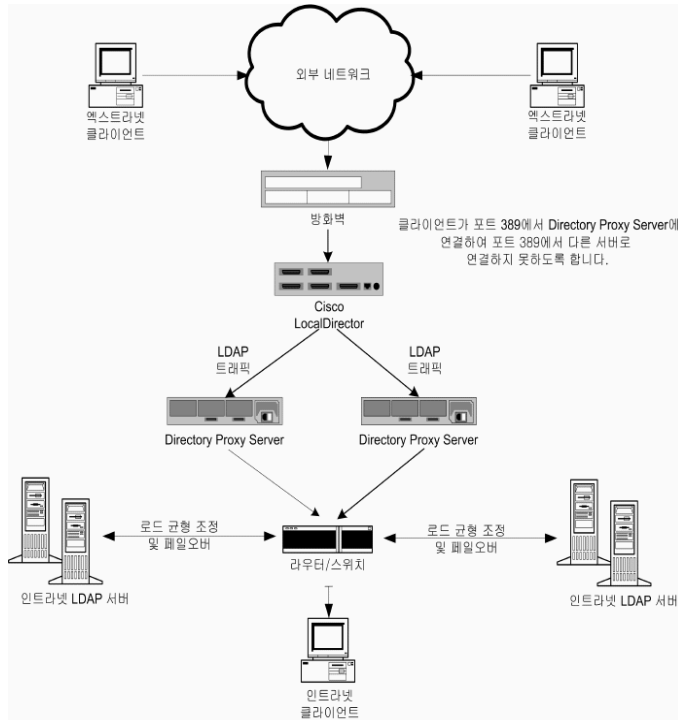 외부 네트워크
엑스트라넷
클라이언트
엑스트라넷
클라이언트
방화벽
클라이언트가 포트 389에서 Directory Proxy Server에
연결하여 포트 389에서 다른 서버로
연결하지 못하도록 합니다.
Cisco
LocalDirector
LDAP
트래픽
LDAP
트래픽
Directory Proxy Server
Directory Proxy Server
로드 균형 조정
및 페일오버
로드 균형 조정
및 페일오버
라우터/스위치
인트라넷 LDAP 서버
인트라넷 LDAP 서버
인트라넷
클라이언트